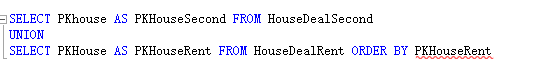 SELECT PKhouse AS PKHouseSecond FROM HouseDealSecond
UNION
SELECT PKHouse AS PKHouseRent FROM HouseDealRent ORDER BY PKHouseRent